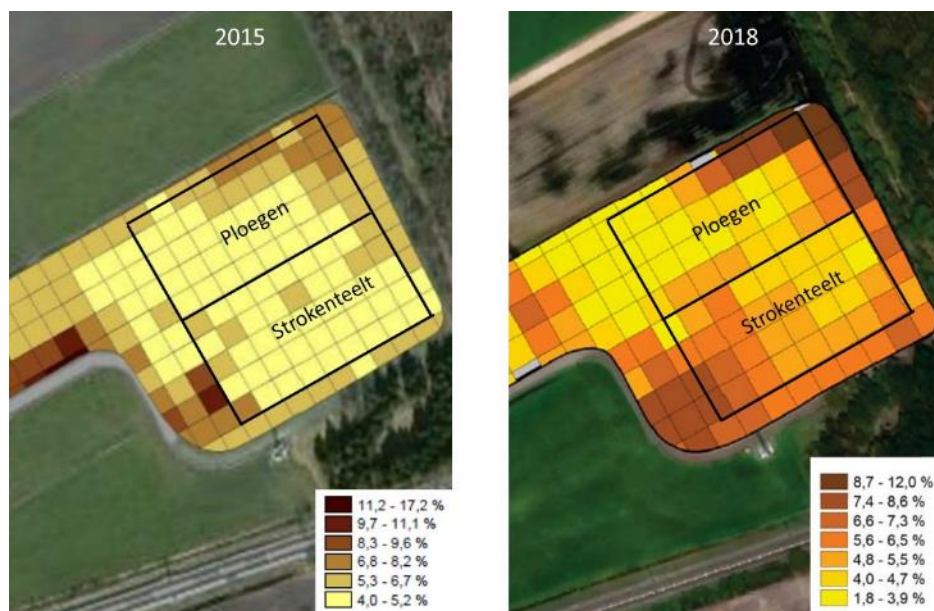 2015
Ploegen
Strokenteelt
11,2 - 17,2 %
9,7 - 11,1 %
8,3 - 9,6 %
6,8 - 8,2 %
5,3 - 6,7 %
4,0 - 5,2 %
2018
Ploegen
Strokenteelt
8,7 - 12,0 %
7,4 - 8,6 %
6,6 - 7,3 %
5,6 - 6,5 %
4,8 - 5,5 %
4,0 - 4,7 %
1,8 - 3,9 %